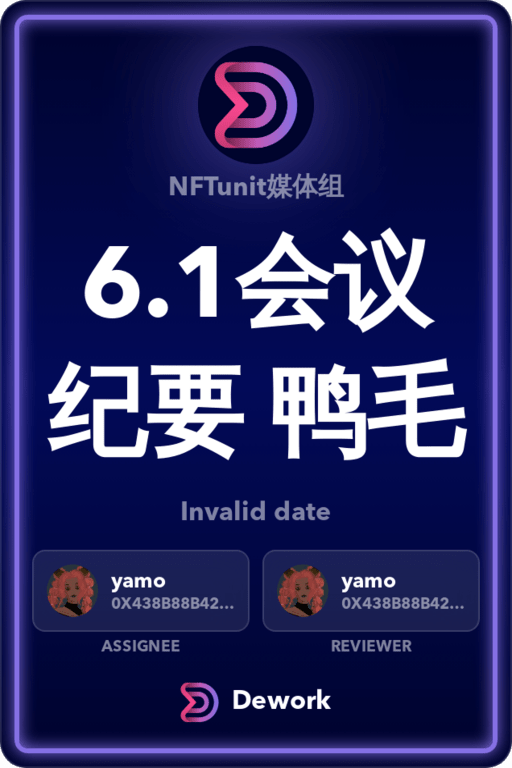 NFTunit媒体组
6.1会议
纪要 鸭毛
Invalid date
yamo
0X438B88B42...
ASSIGNEE
yamo
0X438B88B42...
REVIEWER
Dework